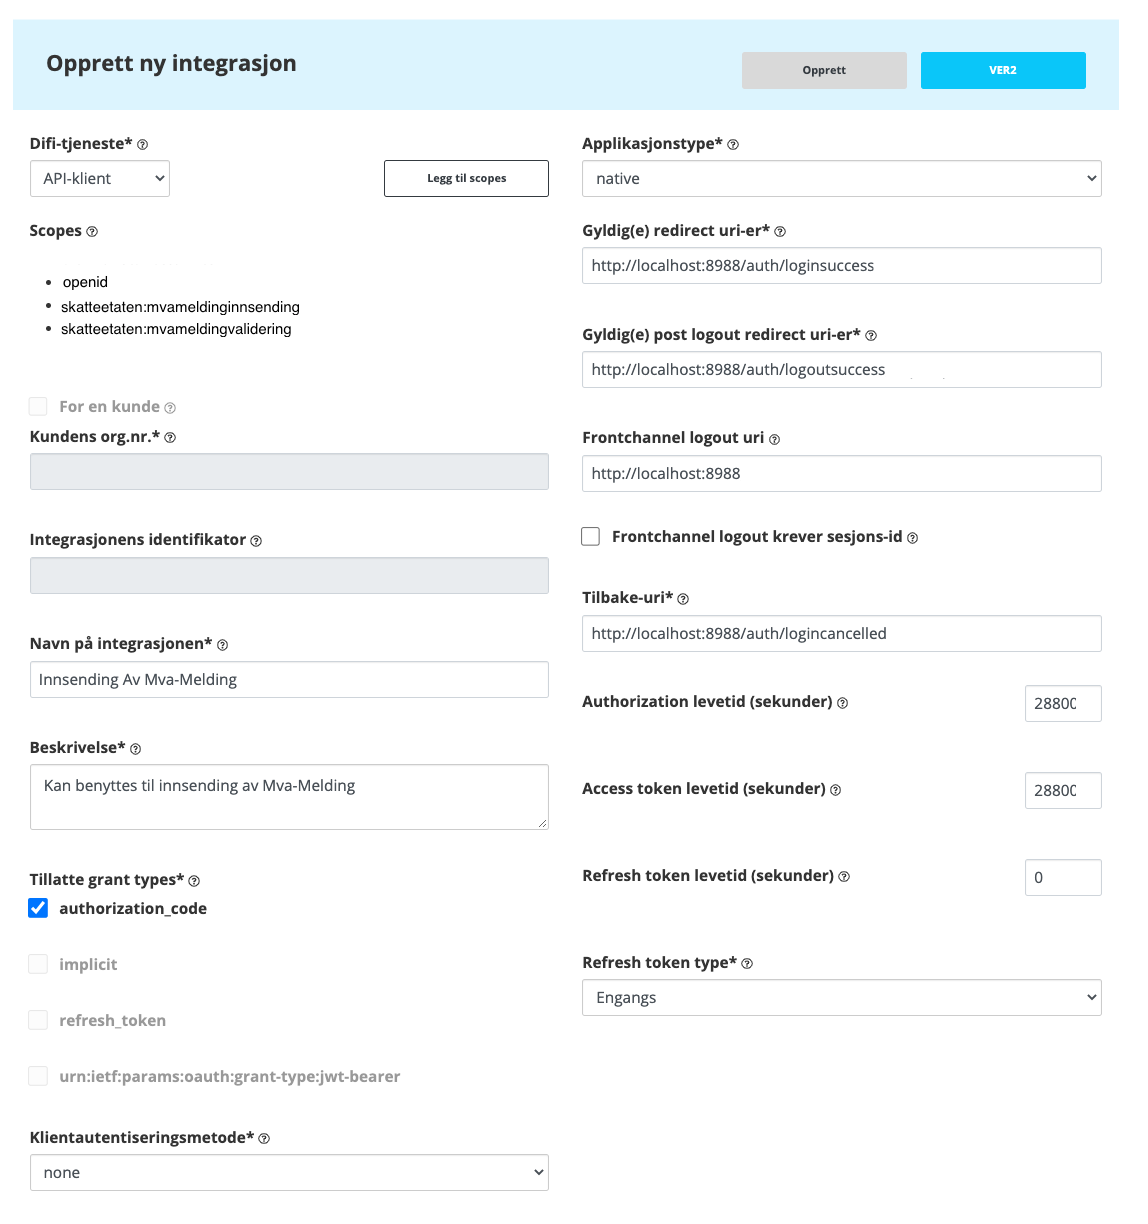 Opprett ny integrasjon
Opprett
VER2
Difi-tjeneste*
API-klient
Legg til scopes
Scopes
openid
skatteetaten:mvameldinginnsending
skatteetaten:mvameldingvalidering
For en kunde
Kundens org.nr.*
Integrasjonens identifikator
Navn på integrasjonen*
Innsending Av Mva-Melding
Beskrivelse*
Kan benyttes til innsending av Mva-Melding
Tillatte grant types*
authorization_code
implicit
refresh_token
urn:ietf:params:oauth:grant-type:jwt-bearer
Klientautentiseringsmetode*
none
Applikasjonstype*
native
Gyldig(e) redirect uri-er*
http://localhost:8988/auth/loginsuccess
Gyldig(e) post logout redirect uri-er*
http://localhost:8988/auth/logoutsuccess
Frontchannel logout uri
http://localhost:8988
Frontchannel logout krever sesjons-id
Tilbake-uri*
http://localhost:8988/auth/logincancelled
Authorization levetid (sekunder)
28800
Access token levetid (sekunder)
28800
Refresh token levetid (sekunder)
0
Refresh token type*
Engangs